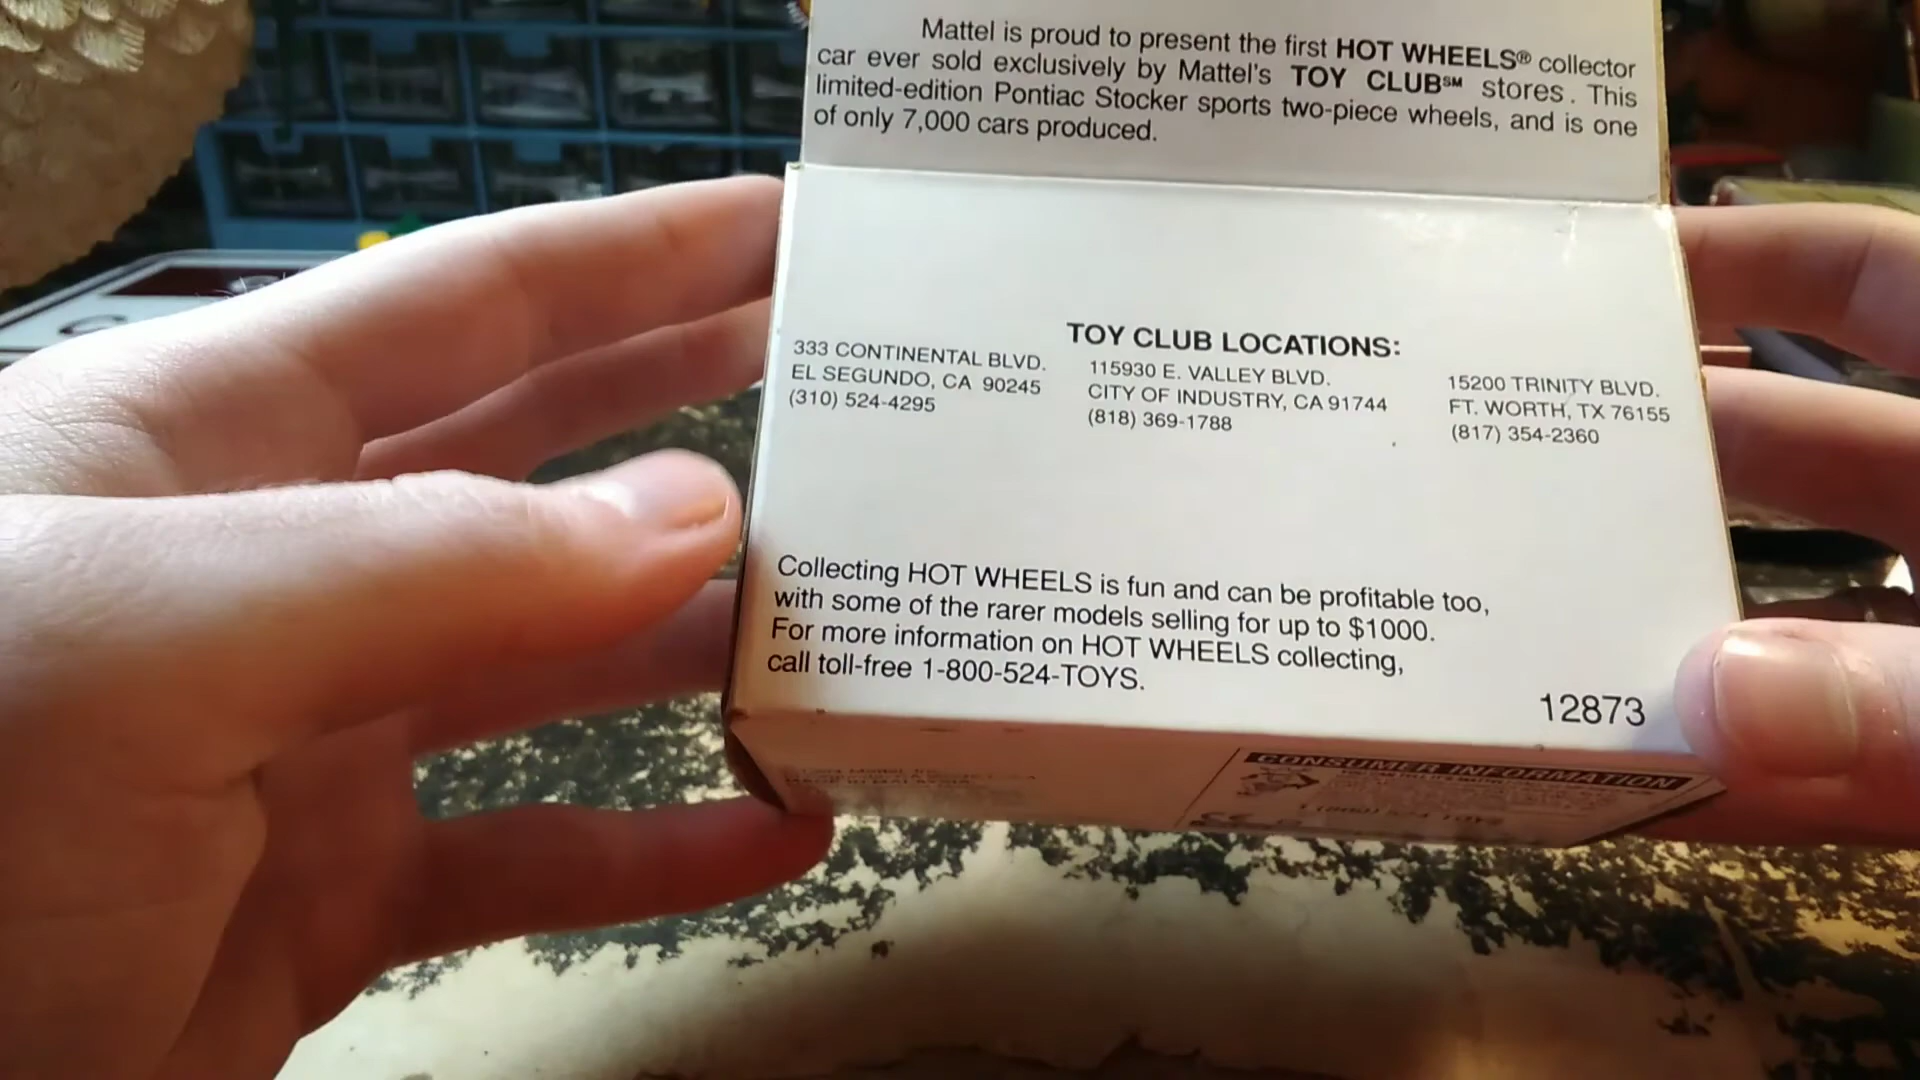 Mattel is proud to present the first HOT WHEELS® collector
car ever sold exclusively by Mattel's TOY CLUB℠ stores. This
limited-edition Pontiac Stocker sports two-piece wheels, and is one
of only 7,000 cars produced.
TOY CLUB LOCATIONS:
333 CONTINENTAL BLVD.
EL SEGUNDO, CA 90245
(310) 524-4295
115930 E. VALLEY BLVD.
CITY OF INDUSTRY, CA 91744
(818) 369-1788
15200 TRINITY BLVD.
FT. WORTH, TX 76155
(817) 354-2360
Collecting HOT WHEELS is fun and can be profitable too,
with some of the rarer models selling for up to $1000.
For more information on HOT WHEELS collecting,
call toll-free 1-800-524-TOYS.
12873
CONSUMER INFORMATION